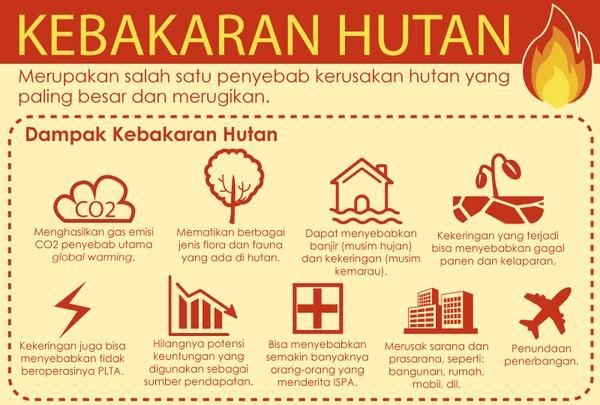 KEBAKARAN HUTAN
Merupakan salah satu penyebab kerusakan hutan yang
paling besar dan merugikan.
Dampak Kebakaran Hutan
CO2
Menghasilkan gas emisi
CO2 penyebab utama
global warming.
Mematikan berbagai
jenis flora dan fauna
yang ada di hutan.
Dapat menyebabkan
banjir (musim hujan)
dan kekeringan (musim
kemarau).
Kekeringan yang terjadi
bisa menyebabkan gagal
panen dan kelaparan.
Kekeringan juga bisa
menyebabkan tidak
beroperasinya PLTA.
Hilangnya potensi
keuntungan yang
digunakan sebagai
sumber pendapatan.
Bisa menyebabkan
semakin banyaknya
orang-orang yang
menderita ISPA.
Merusak sarana dan
prasarana, seperti:
bangunan, rumah,
mobil, dll.
Penundaan
penerbangan.